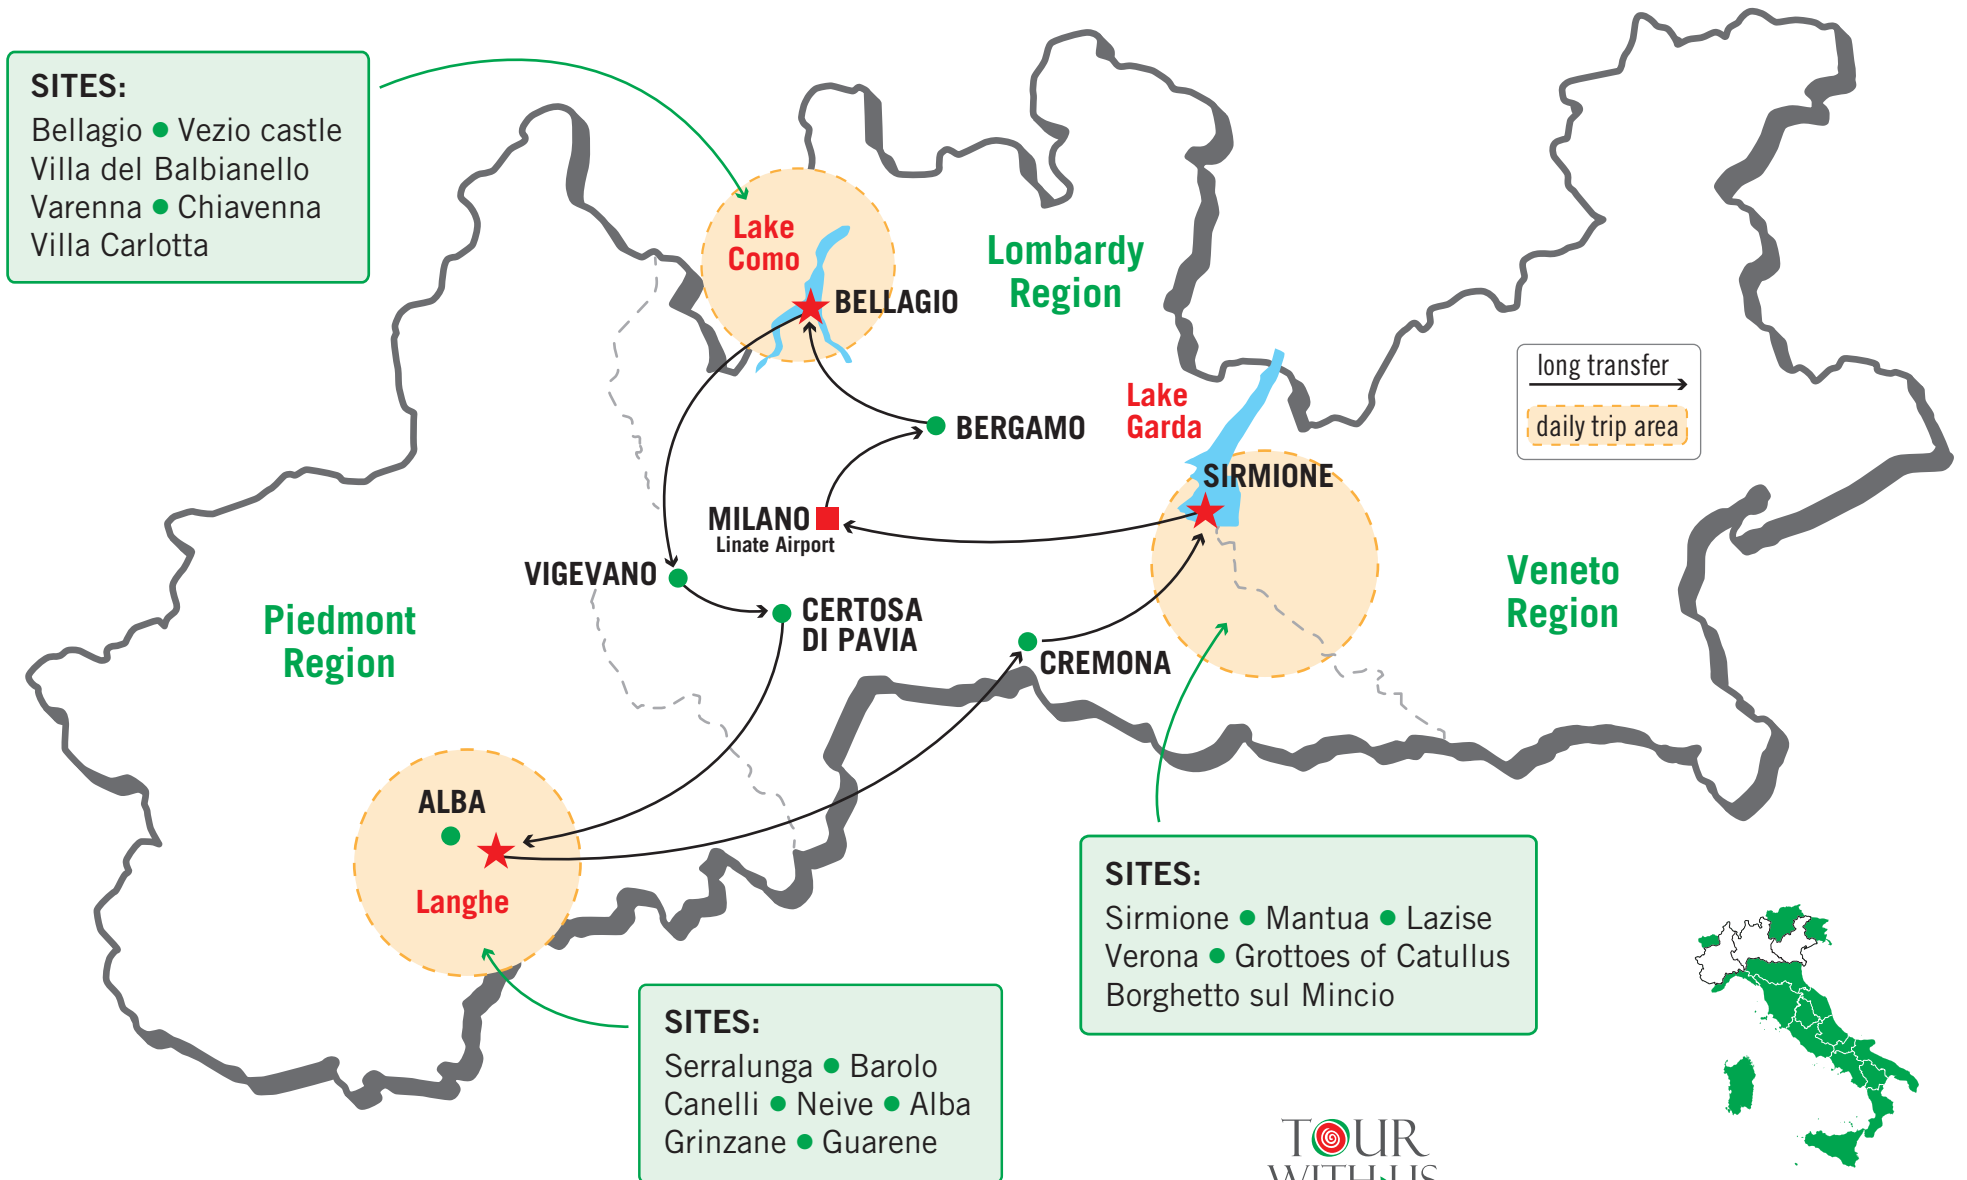 SITES:
Bellagio ● Vezio castle
Villa del Balbianello
Varenna ● Chiavenna
Villa Carlotta
Lake
Como
BELLAGIO
Lombardy
Region
BERGAMO
Lake
Garda
SIRMIONE
long transfer
daily trip area
MILANO
Linate Airport
VIGEVANO
CERTOSA
DI PAVIA
CREMONA
Piedmont
Region
Veneto
Region
ALBA
Langhe
SITES:
Serralunga ● Barolo
Canelli ● Neive ● Alba
Grinzane ● Guarene
SITES:
Sirmione ● Mantua ● Lazise
Verona ● Grottoes of Catullus
Borghetto sul Mincio
TOUR
WITH US